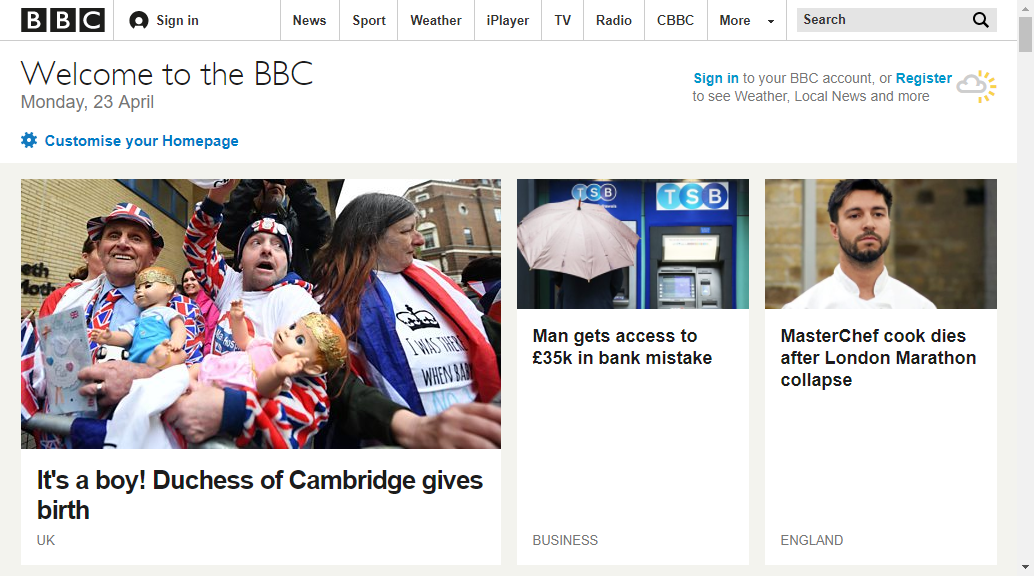 BBC Sign in News Sport Weather iPlayer TV Radio CBBC More Search
Welcome to the BBC
Monday, 23 April
Sign in to your BBC account, or Register
to see Weather, Local News and more
Customise your Homepage
eth
TSB
TSB
I WAS THERE
WHEN BAB
NO
It's a boy! Duchess of Cambridge gives
birth
UK
Man gets access to
£35k in bank mistake
BUSINESS
MasterChef cook dies
after London Marathon
collapse
ENGLAND